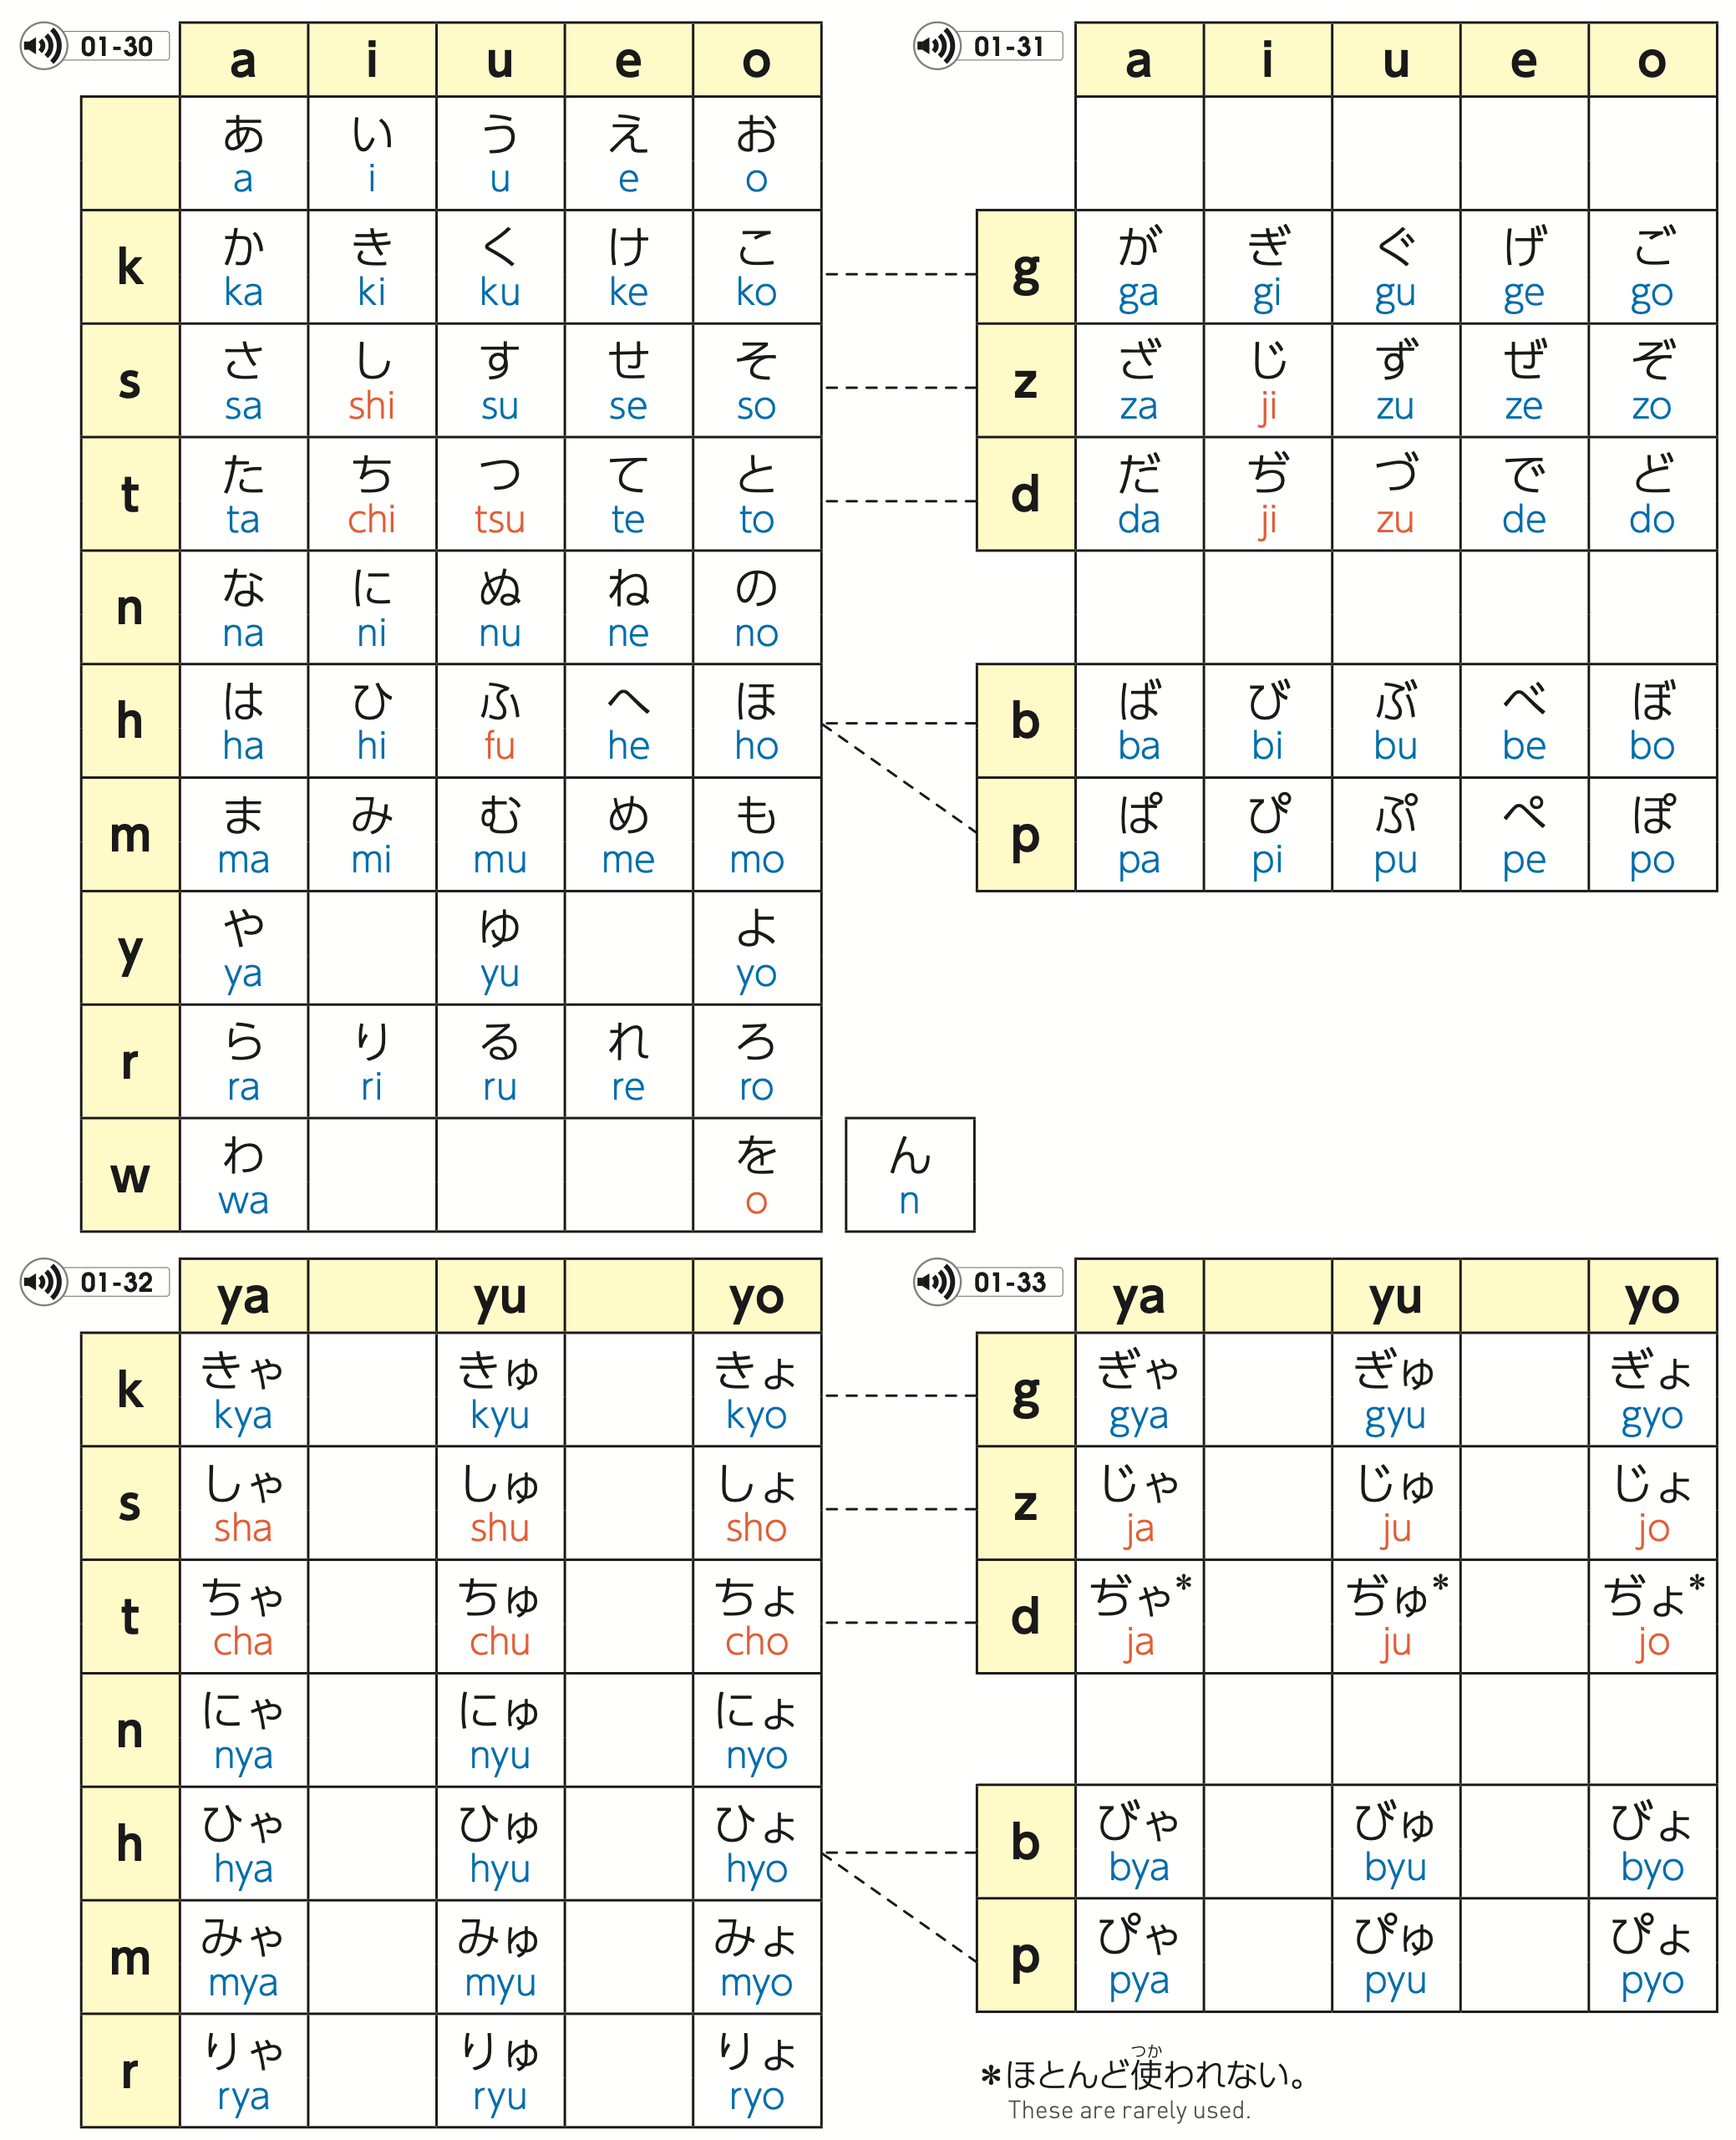 01-30
a i u e o
あ い う え お
a i u e o
k か き く け こ
ka ki ku ke ko
s さ し す せ そ
sa shi su se so
t た ち つ て と
ta chi tsu te to
n な に ぬ ね の
na ni nu ne no
h は ひ ふ へ ほ
ha hi fu he ho
m ま み む め も
ma mi mu me mo
y や ゆ よ
ya yu yo
r ら り る れ ろ
ra ri ru re ro
w わ を
wa o
ん
n
01-31
a i u e o
g が ぎ ぐ げ ご
ga gi gu ge go
z ざ じ ず ぜ ぞ
za ji zu ze zo
d だ ぢ づ で ど
da ji zu de do
b ば び ぶ べ ぼ
ba bi bu be bo
p ぱ ぴ ぷ ぺ ぽ
pa pi pu pe po
01-32
ya yu yo
k きゃ きゅ きょ
kya kyu kyo
s しゃ しゅ しょ
sha shu sho
t ちゃ ちゅ ちょ
cha chu cho
n にゃ にゅ にょ
nya nyu nyo
h ひゃ ひゅ ひょ
hya hyu hyo
m みゃ みゅ みょ
mya myu myo
r りゃ りゅ りょ
rya ryu ryo
01-33
ya yu yo
g ぎゃ ぎゅ ぎょ
gya gyu gyo
z じゃ じゅ じょ
ja ju jo
d ぢゃ* ぢゅ* ぢょ*
ja ju jo
b びゃ びゅ びょ
bya byu byo
p ぴゃ ぴゅ ぴょ
pya pyu pyo
つか
*ほとんど使われない。
These are rarely used.